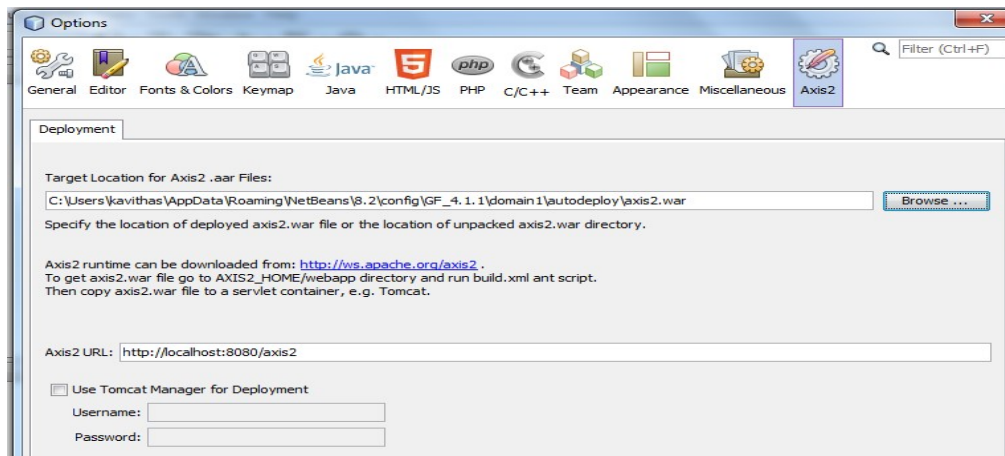 Options
Filter (Ctrl+F)
Java
5
php
C
General Editor Fonts & Colors Keymap Java HTML/JS PHP C/C++ Team Appearance Miscellaneous Axis2
Deployment
Target Location for Axis2 .aar Files:
C:\Users\kavithas\AppData\Roaming\NetBeans\8.2\config\GF_4.1.1\domain1\autodeploy\axis2.war
Browse ...
Specify the location of deployed axis2.war file or the location of unpacked axis2.war directory.
Axis2 runtime can be downloaded from: http://ws.apache.org/axis2 .
To get axis2.war file go to AXIS2_HOME/webapp directory and run build.xml ant script.
Then copy axis2.war file to a servlet container, e.g. Tomcat.
Axis2 URL: http://localhost:8080/axis2
Use Tomcat Manager for Deployment
Username:
Password: